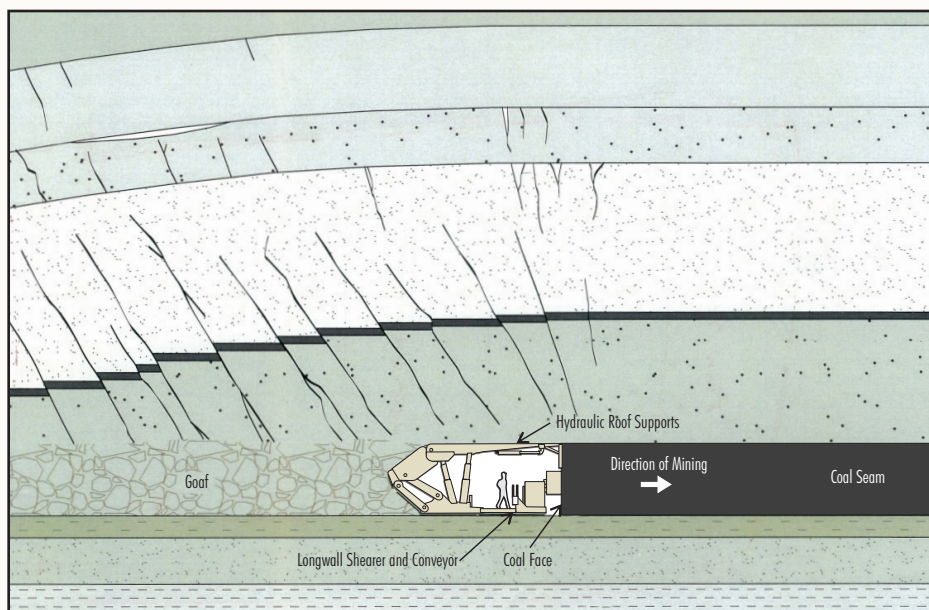 Hydraulic Roof Supports
Direction of Mining
Coal Seam
Goaf
Longwall Shearer and Conveyor
Coal Face